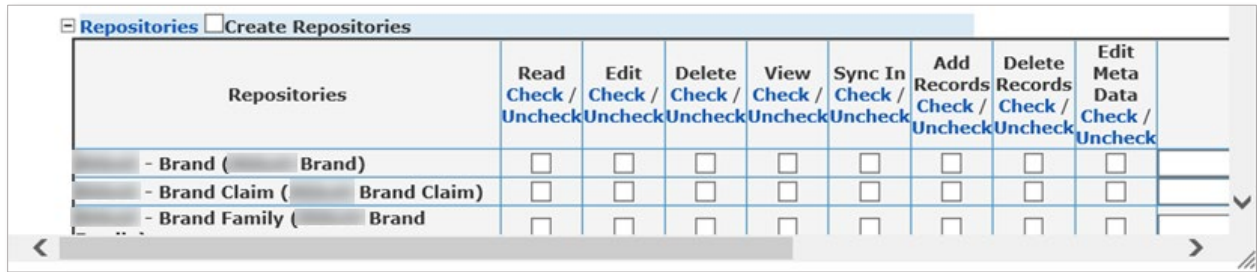 Repositories Create Repositories
Repositories
Read
Check /
Uncheck
Edit
Check /
Uncheck
Delete
Check /
Uncheck
View
Check /
Uncheck
Sync In
Check /
Uncheck
Add
Records
Check /
Uncheck
Delete
Records
Check /
Uncheck
Edit
Meta
Data
Check /
Uncheck
- Brand ( Brand)
- Brand Claim ( Brand Claim)
- Brand Family ( Brand